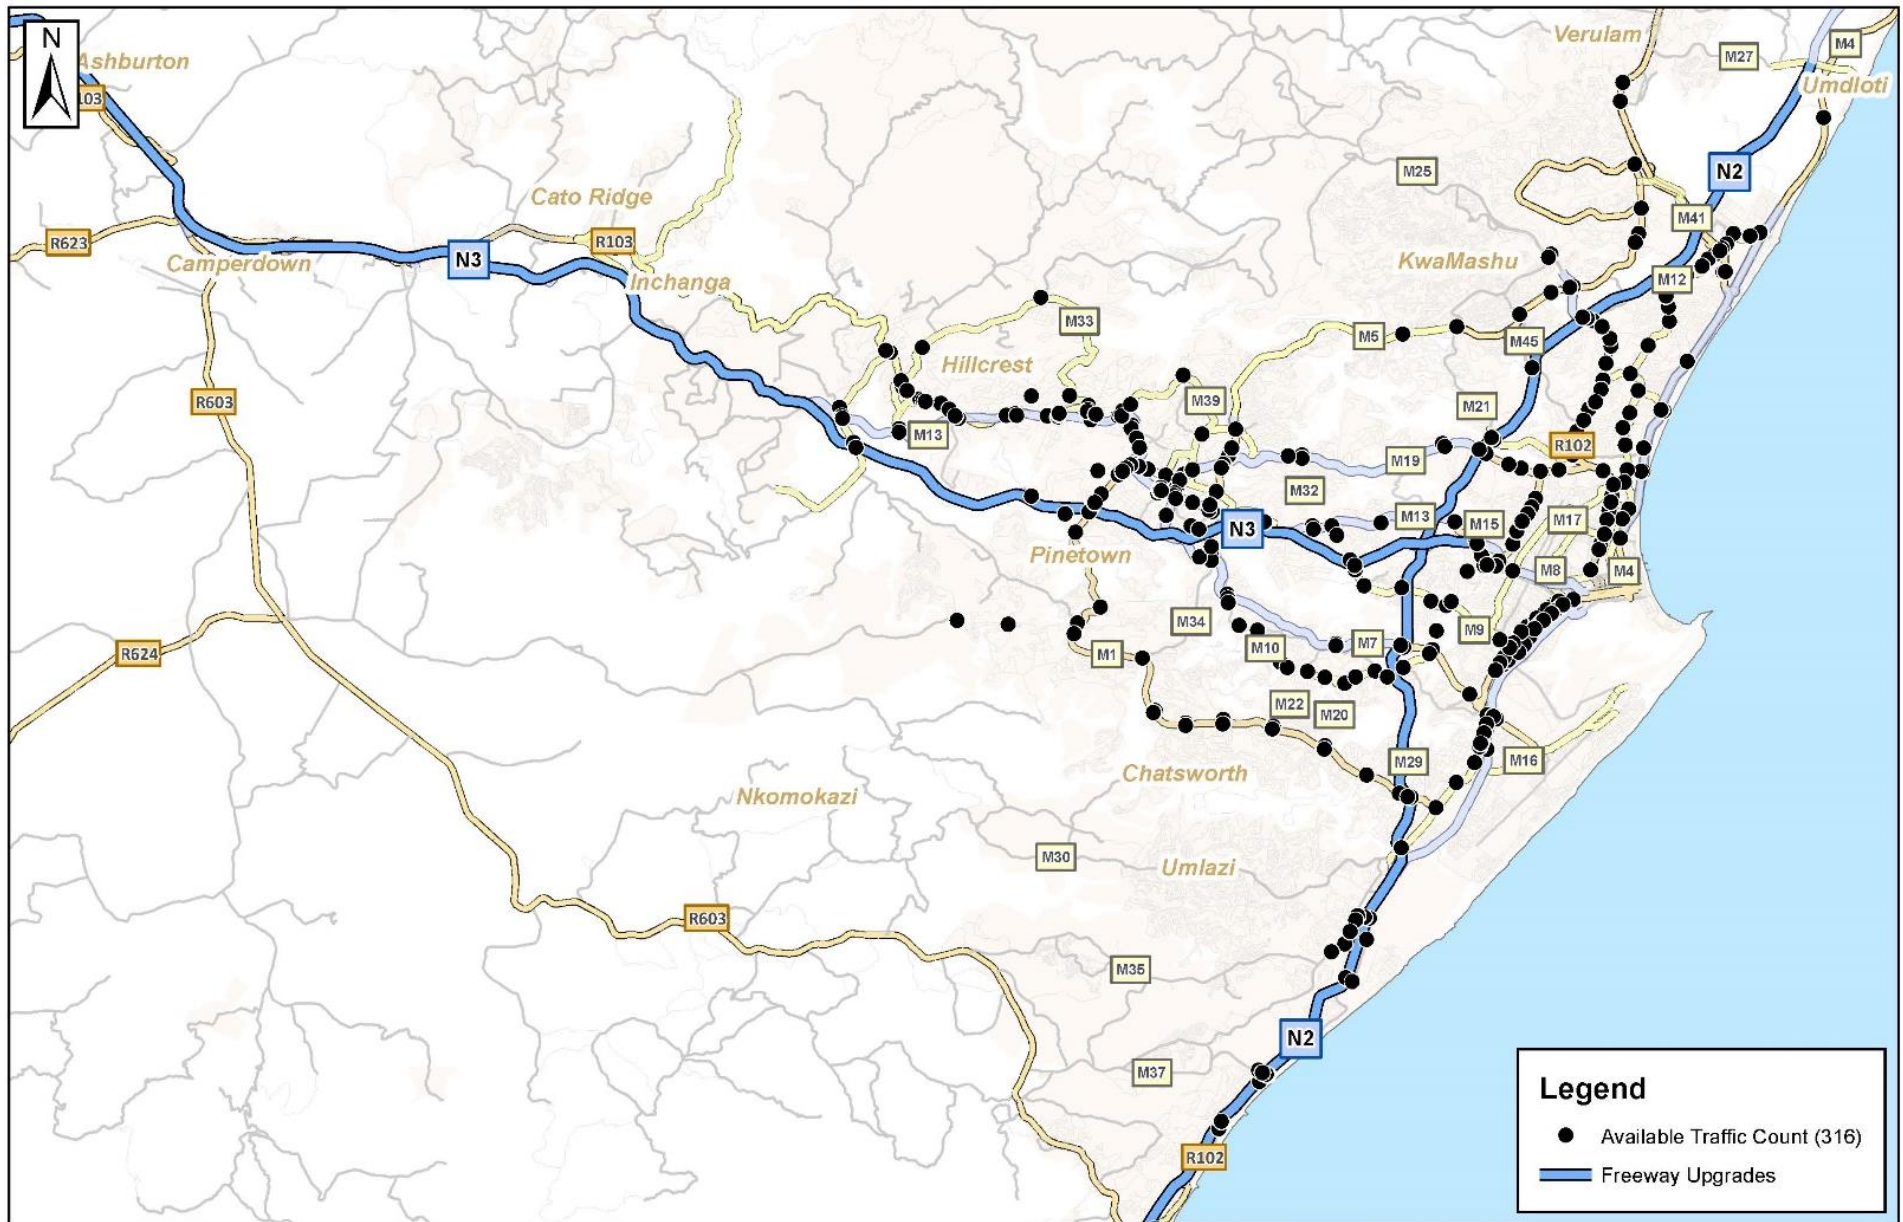 N
Ashburton
103
Verulam
M27
M4
Umdloti
M25
N2
Cato Ridge
M41
R623
R103
N3
Camperdown
Inchanga
KwaMashu
M12
M33
M5
M45
Hillcrest
R603
M39
M21
M13
R102
M19
M32
N3
M13
M15
M17
Pinetown
M8
M4
M34
M9
R624
M1
M10
M7
M22
M20
M29
M16
Chatsworth
Nkomokazi
M30
Umlazi
R603
M35
N2
M37
R102
Legend
Available Traffic Count (316)
Freeway Upgrades